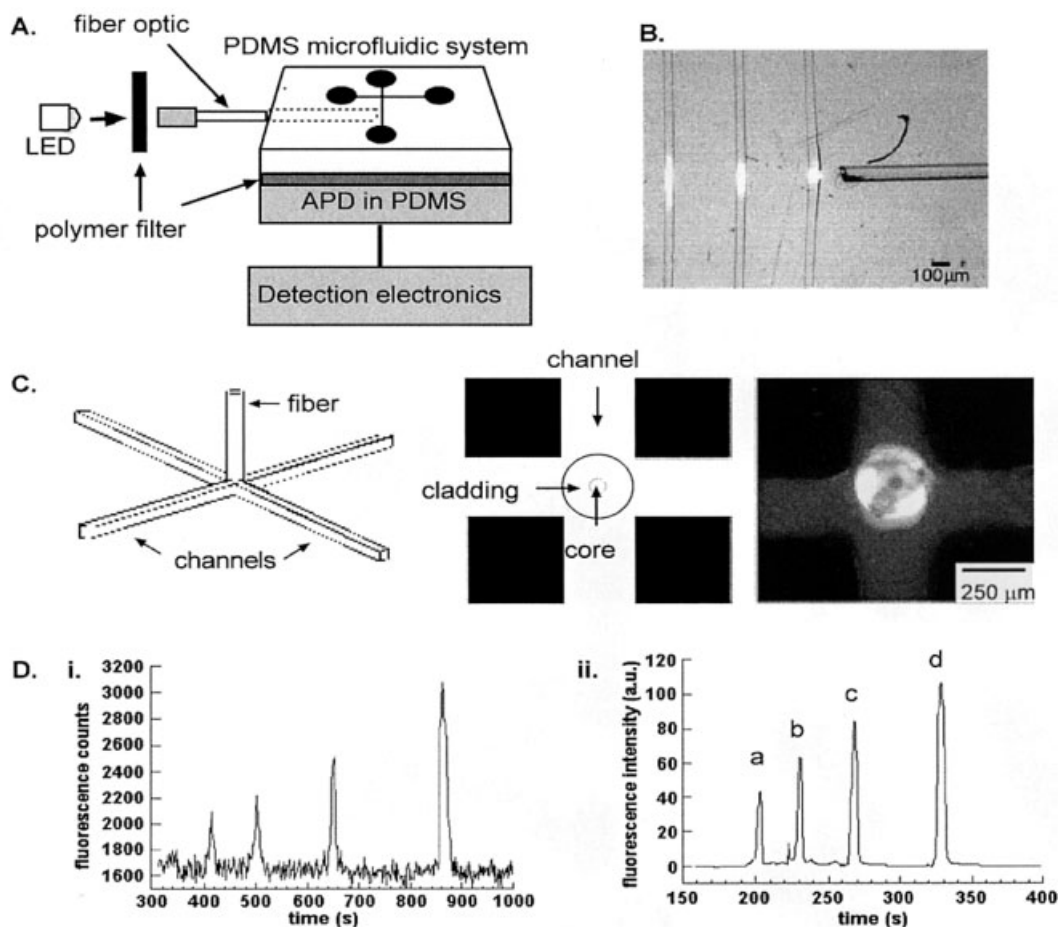 A.
fiber optic
PDMS microfluidic system
LED
polymer filter
APD in PDMS
Detection electronics
B.
100µm
C.
fiber
channels
channel
cladding
core
250 µm
D.
i.
fluorescence counts
3200
3000
2800
2600
2400
2200
2000
1800
1600
300 400 500 600 700 800 900 1000
time (s)
ii.
fluorescence intensity (a.u.)
120
100
80
60
40
20
0
a
b
c
d
150 200 250 300 350 400
time (s)